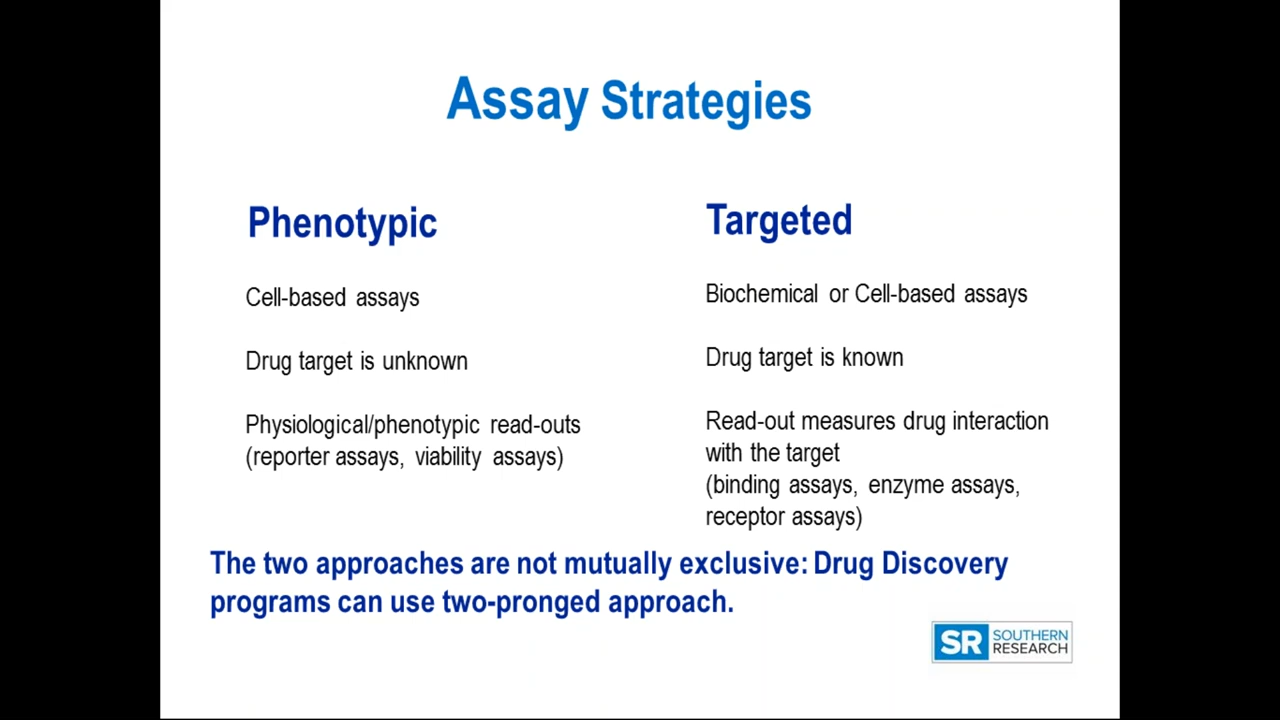 Assay Strategies
Phenotypic
Cell-based assays
Drug target is unknown
Physiological/phenotypic read-outs
(reporter assays, viability assays)
Targeted
Biochemical or Cell-based assays
Drug target is known
Read-out measures drug interaction
with the target
(binding assays, enzyme assays,
receptor assays)
The two approaches are not mutually exclusive: Drug Discovery
programs can use two-pronged approach.
SR
SOUTHERN
RESEARCH